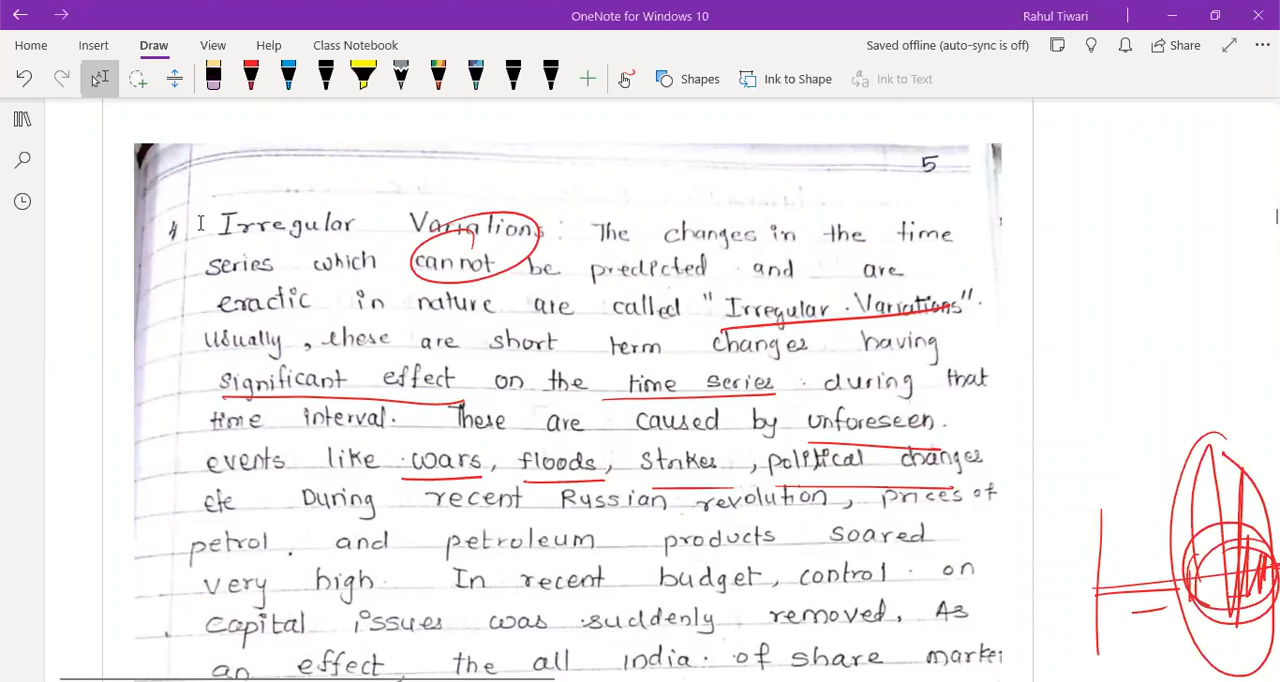 OneNote for Windows 10
Rahul Tiwari
Home Insert Draw View Help Class Notebook
Saved offline (auto-sync is off) Share
Shapes Ink to Shape Ink to Text
5
4 Irregular Variations : The changes in the time
series which cannot be predicted and are
eractic in nature are called "Irregular Variations".
Usually, these are short term changes having
significant effect on the time series during that
time interval. These are caused by unforeseen
events like wars, floods, strikes, political changes
etc During recent Russian revolution, prices of
petrol and petroleum products soared
very high. In recent budget, control on
capital issues was suddenly removed. As
an effect, the all india of share market